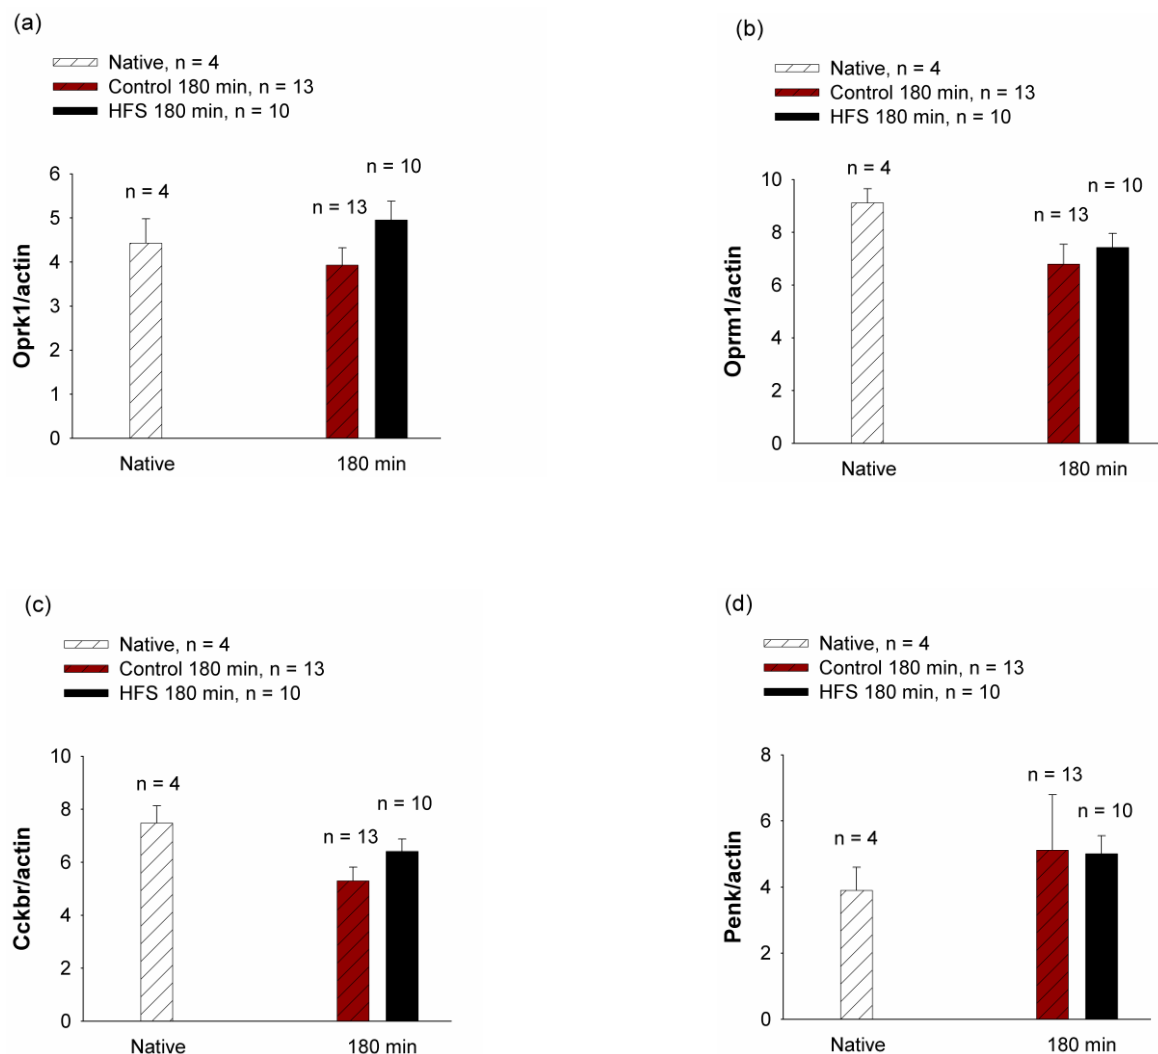 (a)
Native, n = 4
Control 180 min, n = 13
HFS 180 min, n = 10
n = 10
n = 4
n = 13
6
5
4
3
2
1
0
Oprk1/actin
Native
180 min
(b)
Native, n = 4
Control 180 min, n = 13
HFS 180 min, n = 10
n = 4
n = 10
n = 13
10
8
6
4
2
0
Oprm1/actin
Native
180 min
(c)
Native, n = 4
Control 180 min, n = 13
HFS 180 min, n = 10
n = 4
n = 10
n = 13
10
8
6
4
2
0
Cckbr/actin
Native
180 min
(d)
Native, n = 4
Control 180 min, n = 13
HFS 180 min, n = 10
n = 13
n = 10
n = 4
8
6
4
2
0
Penk/actin
Native
180 min